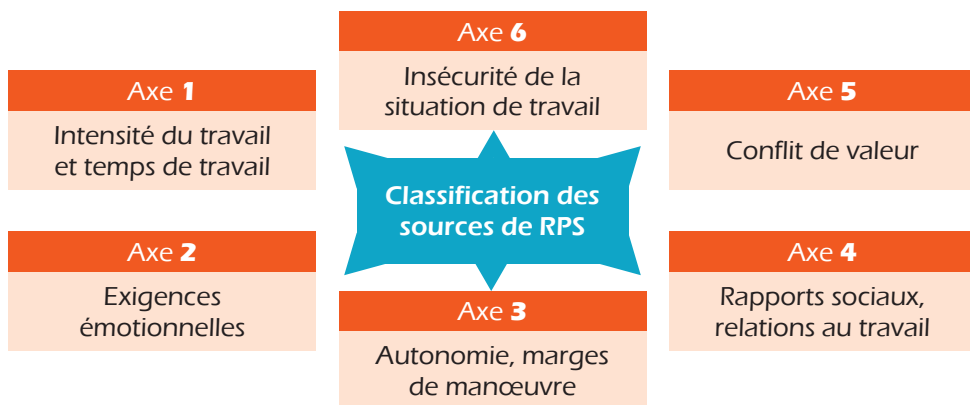 Axe 6
Insécurité de la
situation de travail
Axe 1
Intensité du travail
et temps de travail
Axe 5
Conflit de valeur
Classification des
sources de RPS
Axe 2
Exigences
émotionnelles
Axe 4
Rapports sociaux,
relations au travail
Axe 3
Autonomie, marges
de manœuvre